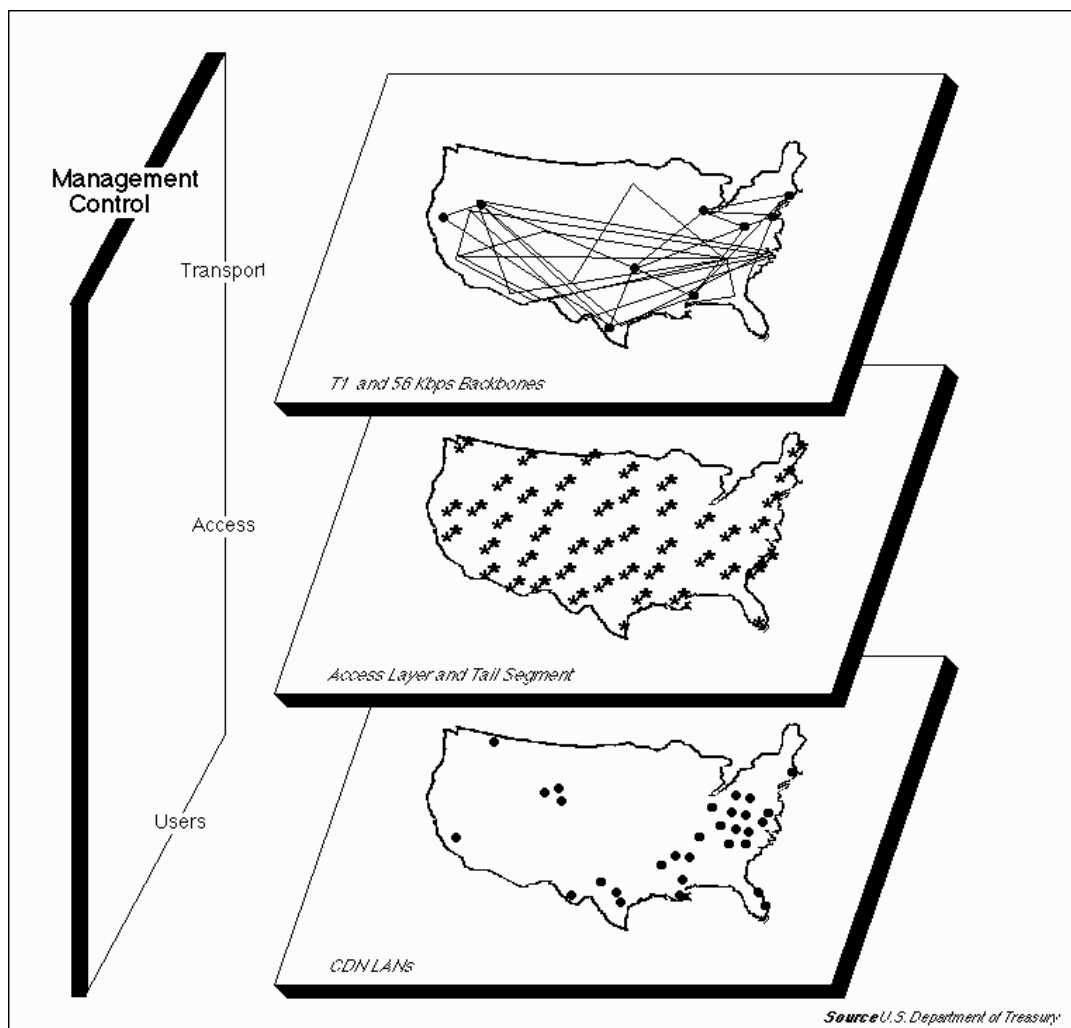 Management
Control
Transport
T1 and 56 Kbps Backbones
Access
Access Layer and Tail Segment
Users
CDN LANs
Source U.S. Department of Treasury